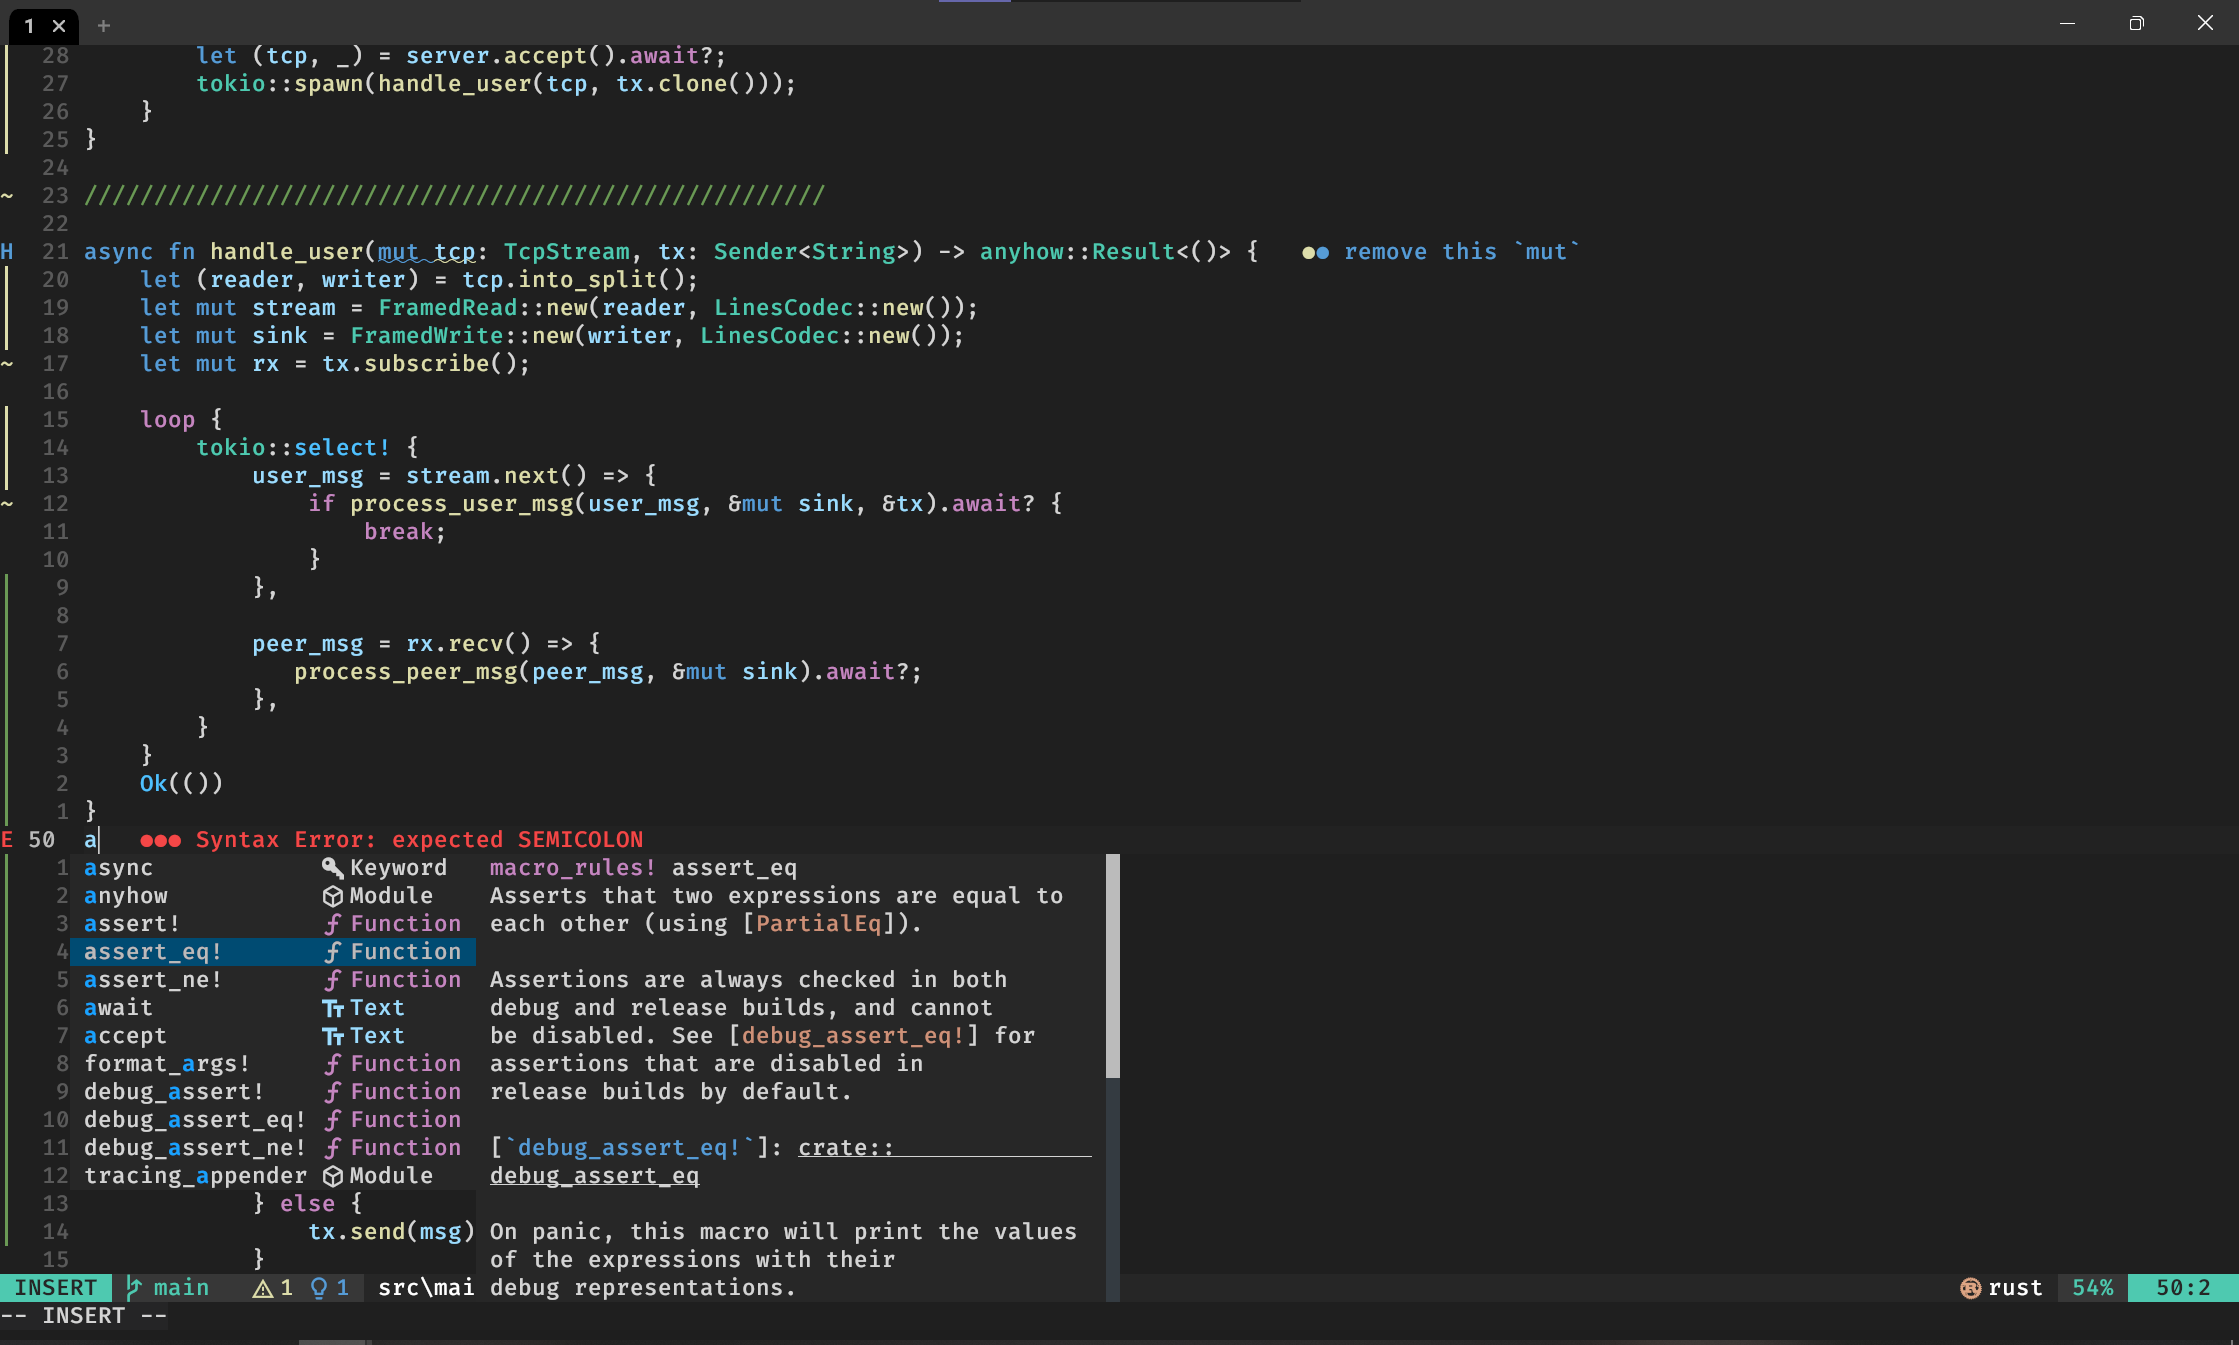 1 ✕ +
28 let (tcp, _) = server.accept().await?;
27 tokio::spawn(handle_user(tcp, tx.clone()));
26 }
25 }
24
~ 23 /////////////////////////////////////////////////////
22
H 21 async fn handle_user(mut tcp: TcpStream, tx: Sender<String>) -> anyhow::Result<()> { ●● remove this `mut`
20 let (reader, writer) = tcp.into_split();
19 let mut stream = FramedRead::new(reader, LinesCodec::new());
18 let mut sink = FramedWrite::new(writer, LinesCodec::new());
~ 17 let mut rx = tx.subscribe();
16
15 loop {
14 tokio::select! {
13 user_msg = stream.next() => {
~ 12 if process_user_msg(user_msg, &mut sink, &tx).await? {
11 break;
10 }
9 },
8
7 peer_msg = rx.recv() => {
6 process_peer_msg(peer_msg, &mut sink).await?;
5 },
4 }
3 }
2 Ok(())
1 }
E 50 a ●●● Syntax Error: expected SEMICOLON
1 async Keyword macro_rules! assert_eq
2 anyhow Module Asserts that two expressions are equal to
3 assert! f Function each other (using [PartialEq]).
4 assert_eq! f Function
5 assert_ne! f Function Assertions are always checked in both
6 await Text debug and release builds, and cannot
7 accept Text be disabled. See [debug_assert_eq!] for
8 format_args! f Function assertions that are disabled in
9 debug_assert! f Function release builds by default.
10 debug_assert_eq! f Function
11 debug_assert_ne! f Function [`debug_assert_eq!`]: crate::
12 tracing_appender Module debug_assert_eq
13 } else {
14 tx.send(msg) On panic, this macro will print the values
15 } of the expressions with their
INSERT main 1 1 src\mai debug representations. rust 54% 50:2
-- INSERT --